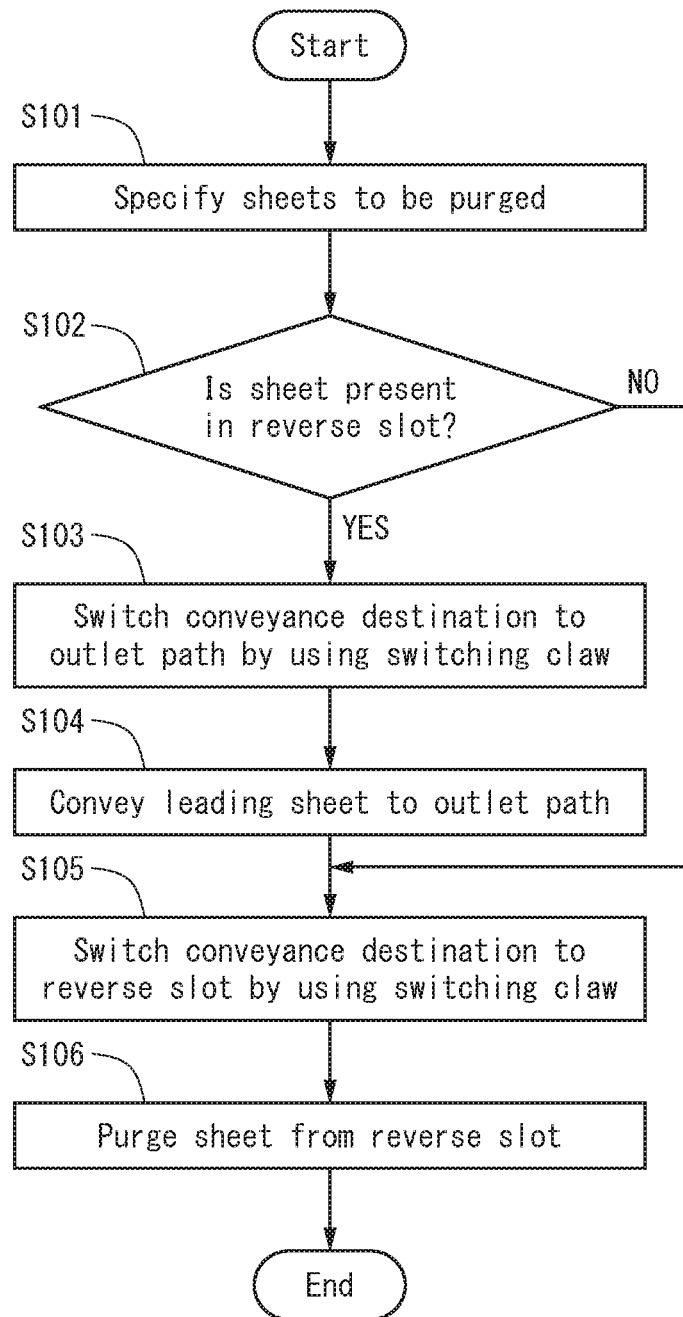 Start
S101
Specify sheets to be purged
S102
Is sheet present
in reverse slot?
NO
YES
S103
Switch conveyance destination to
outlet path by using switching claw
S104
Convey leading sheet to outlet path
S105
Switch conveyance destination to
reverse slot by using switching claw
S106
Purge sheet from reverse slot
End